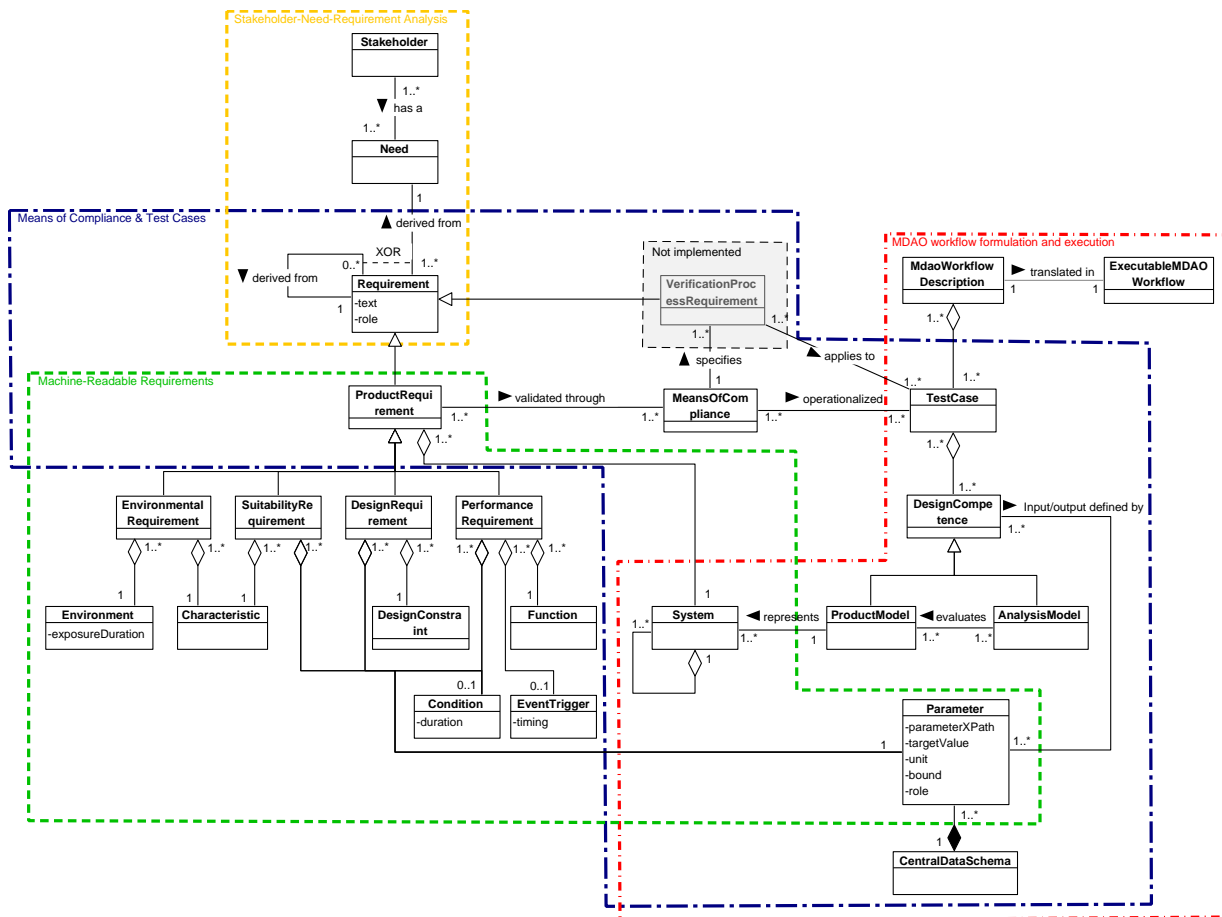 Stakeholder-Need-Requirement Analysis
Stakeholder
1..*
has a
1..*
Need
1
Means of Compliance & Test Cases
derived from
XOR
0..*
1..*
derived from
Requirement
1
-text
-role
Not implemented
VerificationProc
essRequirement
1..*
1..*
MDAO workflow formulation and execution
MdaoWorkflow
Description
translated in
1
1
ExecutableMDAO
Workflow
1..*
applies to
specifies
1..*
1..*
1
Machine-Readable Requirements
ProductRequi
rement
1..*
validated through
1..*
MeansOfCom
pliance
1..*
operationalized
1..*
TestCase
1..*
1..*
1..*
Environmental
Requirement
SuitabilityRe
quirement
DesignRequi
rement
Performance
Requirement
DesignCompe
tence
Input/output defined by
1..*
1..*
1..*
1..*
1..*
1..*
1..*
1..*
1..*
1..*
1
1
1
1
1
1
Environment
-exposureDuration
Characteristic
DesignConstra
int
Function
System
1..*
1
represents
1..*
1
ProductModel
evaluates
1..*
1..*
AnalysisModel
0..1
0..1
Condition
-duration
EventTrigger
-timing
Parameter
-parameterXPath
-targetValue
-unit
-bound
-role
1
1..*
1..*
1
CentralDataSchema